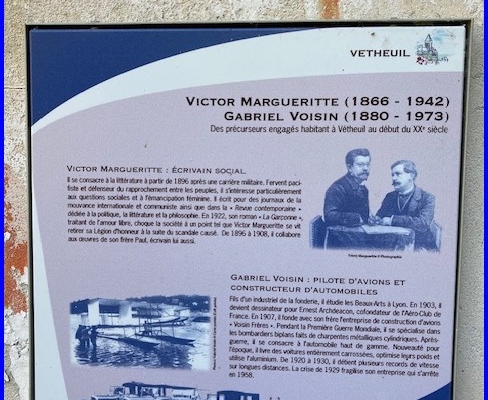 VETHEUIL
VICTOR MARGUERITTE (1866 - 1942)
GABRIEL VOISIN (1880 - 1973)
Des précurseurs engagés habitant à Vétheuil au début du XXe siècle
VICTOR MARGUERITTE : ÉCRIVAIN SOCIAL
Il se consacre à la littérature à partir de 1896 après une carrière militaire. Fervent paci-
fiste et défenseur du rapprochement entre les peuples, il s'intéresse particulièrement
aux questions sociales et à l'émancipation féminine. Il écrit pour des journaux de la
mouvance internationale et communiste ainsi que dans la « Revue contemporaine »
dédiée à la politique, la littérature et la philosophie. En 1922, son roman « La Garçonne »,
traitant de l'amour libre, choque la société à un point tel que Victor Margueritte se vit
retirer sa Légion d'honneur à la suite du scandale causé. De 1896 à 1908, il collabore
aux œuvres de son frère Paul, écrivain lui aussi.
Victor Margueritte © Photographie
GABRIEL VOISIN : PILOTE D'AVIONS ET
CONSTRUCTEUR D'AUTOMOBILES
Fils d'un industriel de la fonderie, il étudie les Beaux-Arts à Lyon. En 1903, il
devient dessinateur pour Ernest Archdeacon, cofondateur de l'Aéro-Club de
France. En 1907, il fonde avec son frère l'entreprise de construction d'avions
« Voisin Frères ». Pendant la Première Guerre Mondiale, il se spécialise dans
les bombardiers biplans faits de charpentes métalliques cylindriques. Après-
guerre, il se consacre à l'automobile haut de gamme. Nouveauté pour
l'époque, il livre des voitures entièrement carrossées, optimise leurs poids et
utilise l'aluminium. De 1920 à 1930, il détient plusieurs records de vitesse
sur longues distances. La crise de 1929 fragilise son entreprise qui s'arrête
en 1958.